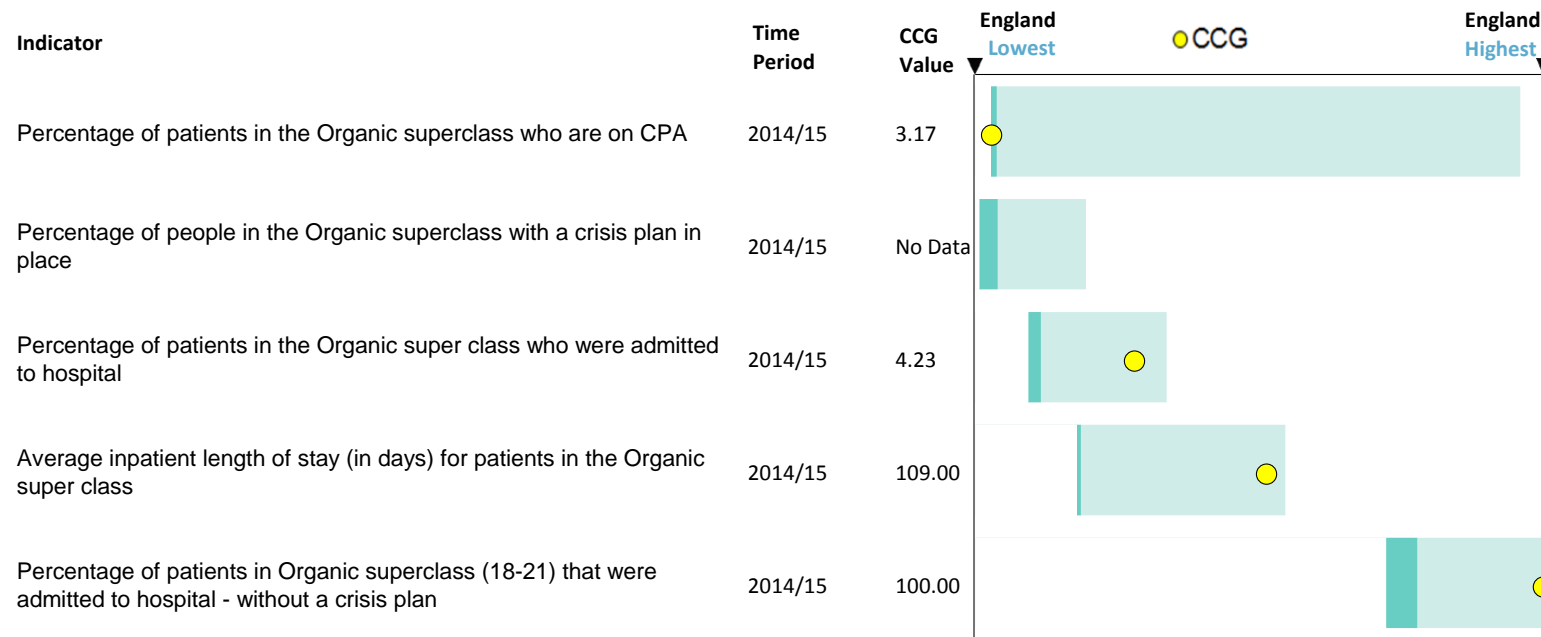 Indicator
Time
Period
CCG
Value
England
Lowest
CCG
England
Highest
Percentage of patients in the Organic superclass who are on CPA
2014/15
3.17
Percentage of people in the Organic superclass with a crisis plan in
place
2014/15
No Data
Percentage of patients in the Organic super class who were admitted
to hospital
2014/15
4.23
Average inpatient length of stay (in days) for patients in the Organic
super class
2014/15
109.00
Percentage of patients in Organic superclass (18-21) that were
admitted to hospital - without a crisis plan
2014/15
100.00